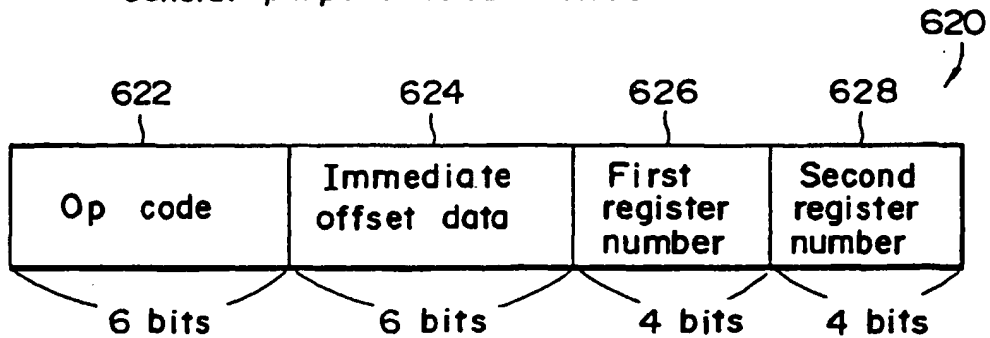 620
622 624 626 628
Op code
Immediate
offset data
First
register
number
Second
register
number
6 bits 6 bits 4 bits 4 bits